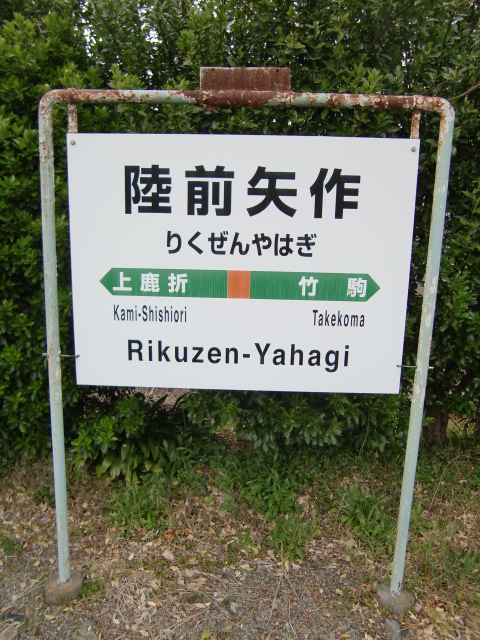 陸前矢作
りくぜんやはぎ
上鹿折 竹駒
Kami-Shishiori Takekoma
Rikuzen-Yahagi